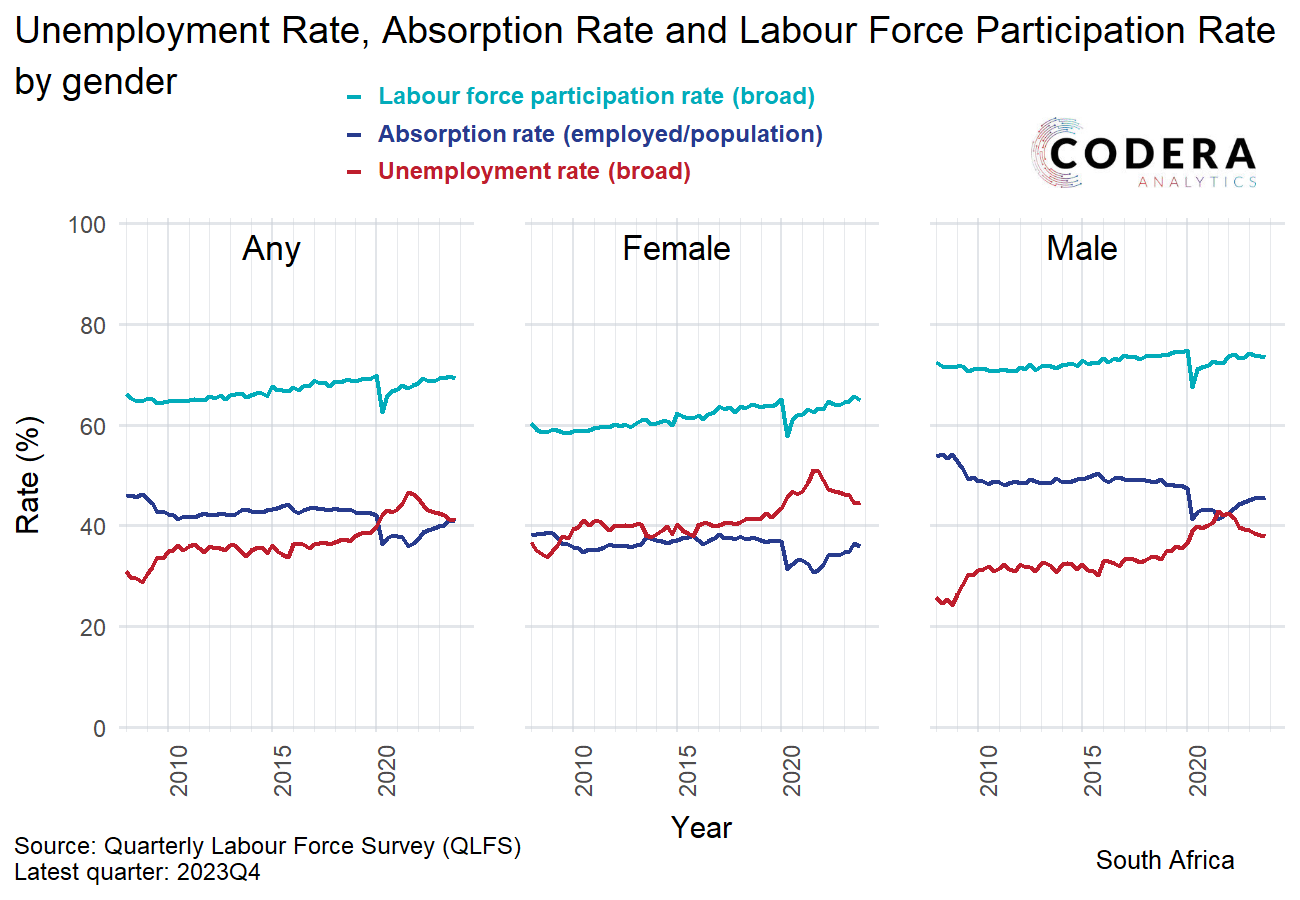 Unemployment Rate, Absorption Rate and Labour Force Participation Rate
by gender
Labour force participation rate (broad)
Absorption rate (employed/population)
Unemployment rate (broad)
CODERA
ANALYTICS
Any
Female
Male
Rate (%)
100
80
60
40
20
0
2010
2015
2020
2010
2015
2020
2010
2015
2020
Year
Source: Quarterly Labour Force Survey (QLFS)
Latest quarter: 2023Q4
South Africa